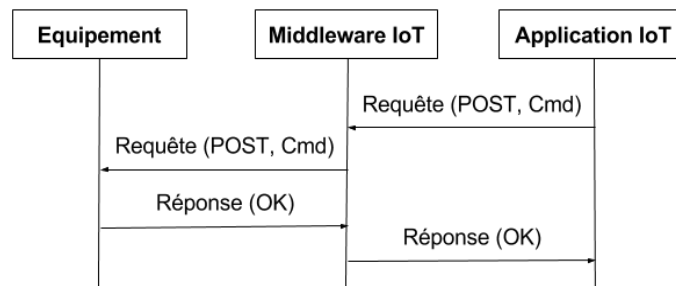 Equipement
Middleware IoT
Application IoT
Requête (POST, Cmd)
Requête (POST, Cmd)
Réponse (OK)
Réponse (OK)